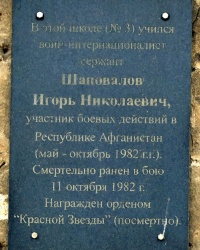 В этой школе (№ 3) учился
воин-интернационалист
сержант
Шаповалов
Игорь Николаевич,
участник боевых действий в
Республике Афганистан
(май - октябрь 1982 г.г.).
Смертельно ранен в бою
11 октября 1982 г.
Награжден орденом
"Красной Звезды" (посмертно).